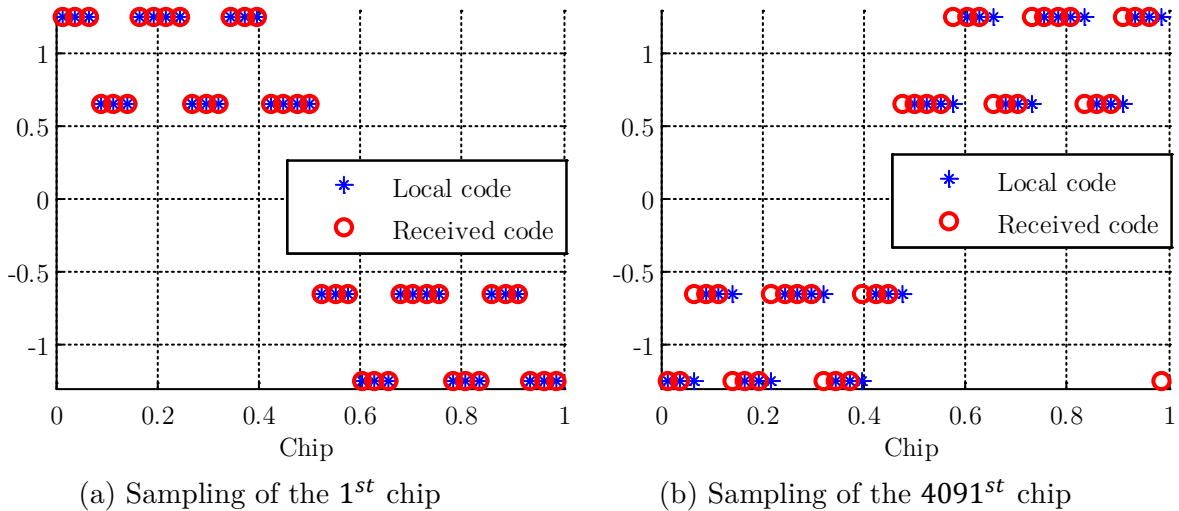 1
0.5
0
-0.5
-1
0 0.2 0.4 0.6 0.8 1
Chip
Local code
Received code
(a) Sampling of the 1st chip
1
0.5
0
-0.5
-1
0 0.2 0.4 0.6 0.8 1
Chip
Local code
Received code
(b) Sampling of the 4091st chip